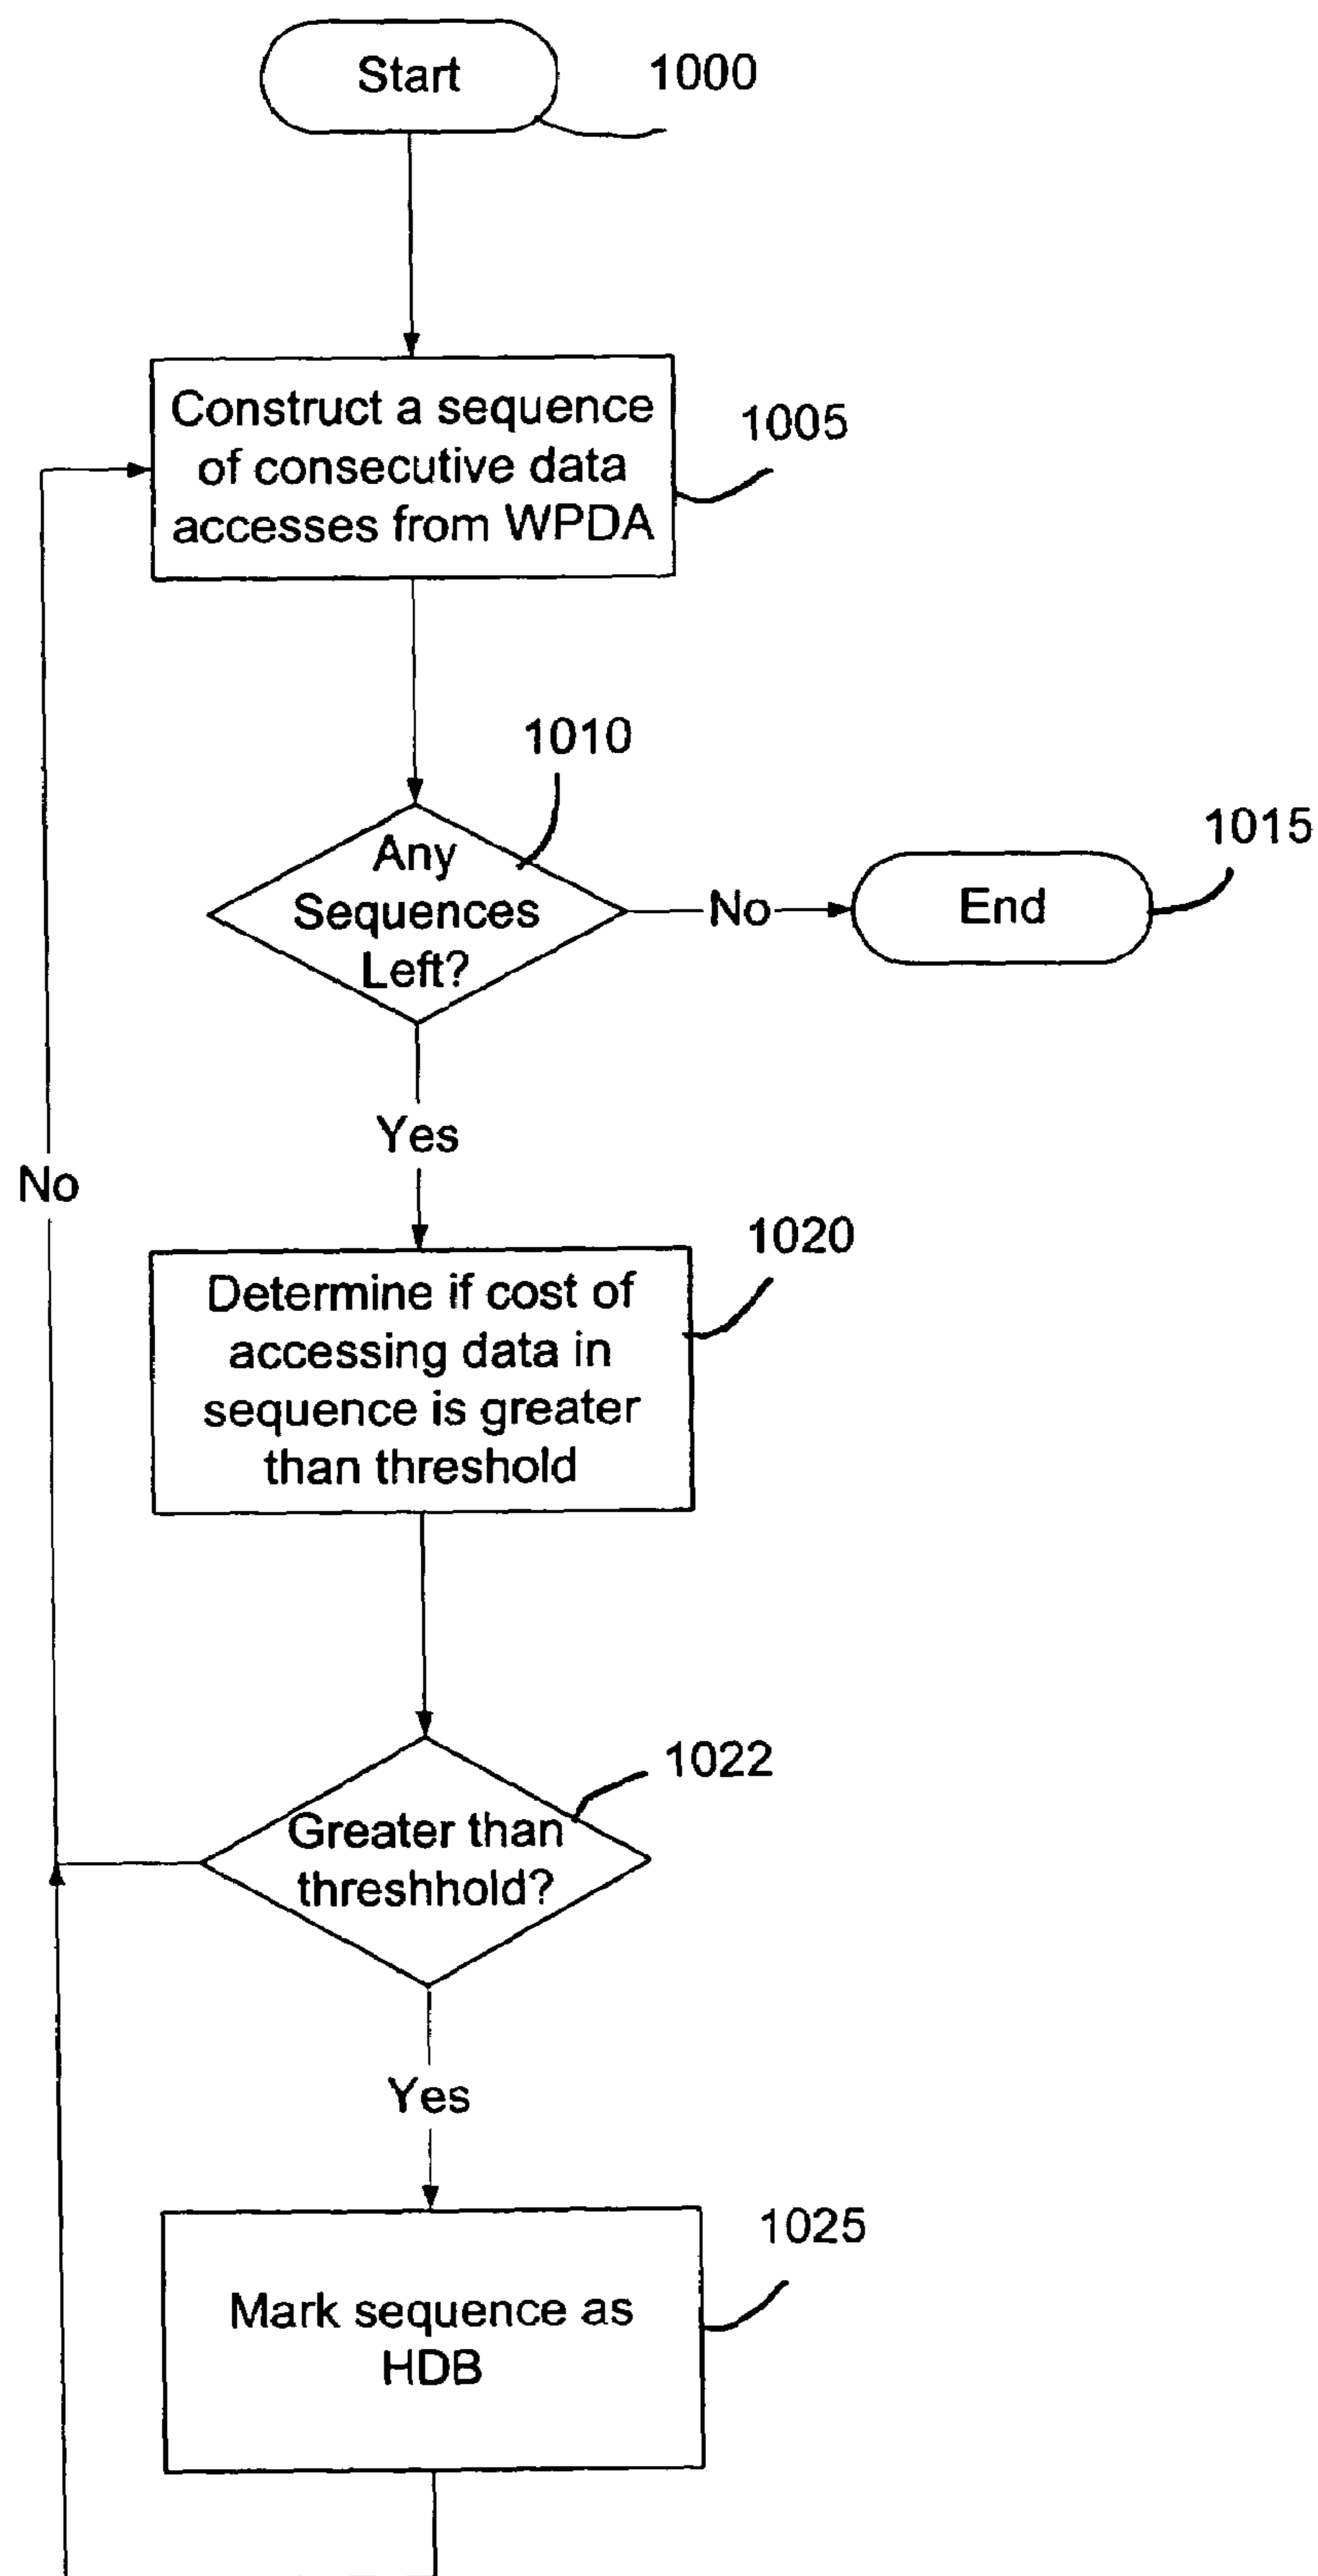 Start
1000
Construct a sequence
of consecutive data
accesses from WPDA
1005
1010
Any
Sequences
Left?
No
End
1015
Yes
No
1020
Determine if cost of
accessing data in
sequence is greater
than threshold
1022
Greater than
threshhold?
Yes
1025
Mark sequence as
HDB